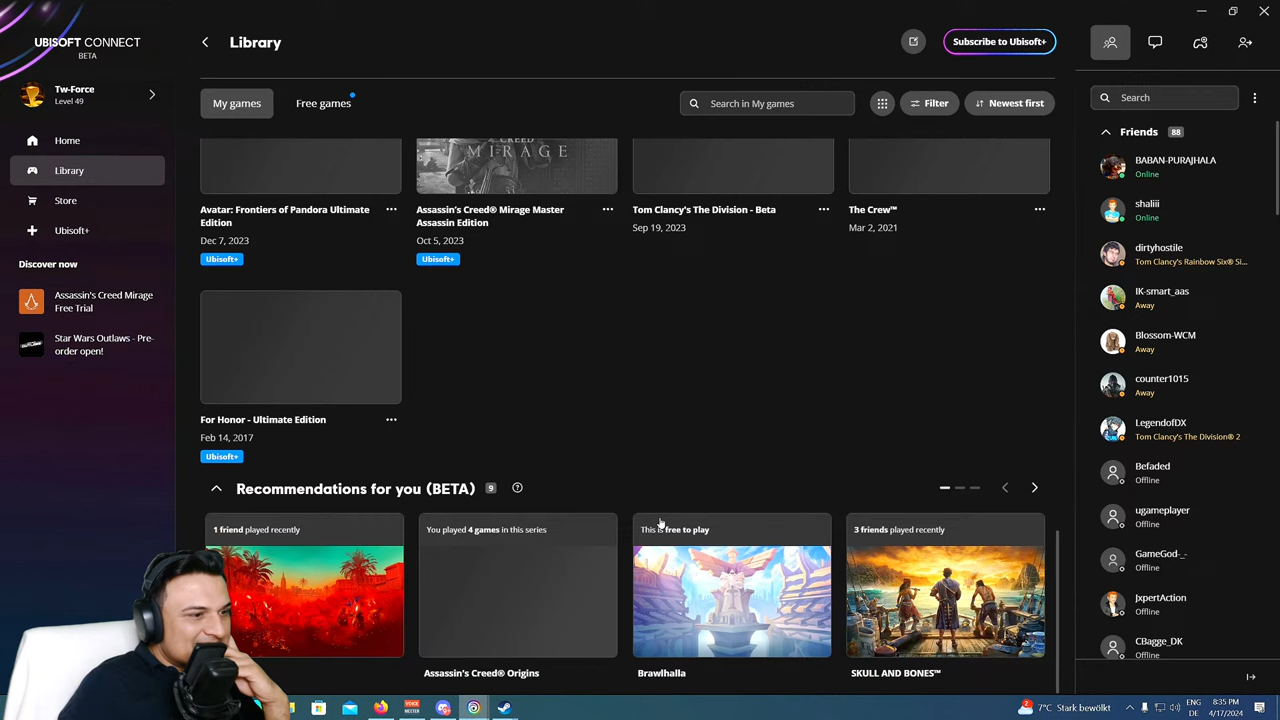 UBISOFT CONNECT
BETA
Library
Subscribe to Ubisoft+
Tw-Force
Level 49
Home
Library
Store
Ubisoft+
Discover now
Assassin's Creed Mirage
Free Trial
Star Wars Outlaws - Pre-
order open!
My games
Free games
Search in My games
Filter
Newest first
CREED
MIRAGE
Avatar: Frontiers of Pandora Ultimate
Edition
Dec 7, 2023
Ubisoft+
Assassin's Creed® Mirage Master
Assassin Edition
Oct 5, 2023
Ubisoft+
Tom Clancy's The Division - Beta
Sep 19, 2023
The Crew™
Mar 2, 2021
For Honor - Ultimate Edition
Feb 14, 2017
Ubisoft+
Recommendations for you (BETA) 9
1 friend played recently
You played 4 games in this series
This is free to play
3 friends played recently
Assassin's Creed® Origins
Brawlhalla
SKULL AND BONES™
Search
Friends 88
BABAN-PURAJHALA
Online
shaliii
Online
dirtyhostile
Tom Clancy's Rainbow Six® Si...
IK-smart_aas
Away
Blossom-WCM
Away
counter1015
Away
LegendofDX
Tom Clancy's The Division® 2
Befaded
Offline
ugameplayer
Offline
GameGod-_-
Offline
JxpertAction
Offline
CBagge_DK
Offline
VOICE
MEETER
2
7°C Stark bewölkt
ENG
DE
8:35 PM
4/17/2024